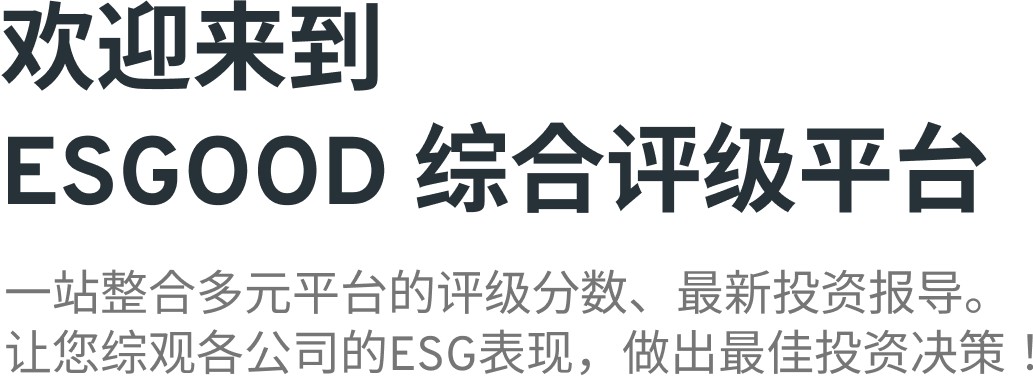 欢迎来到
ESGOOD 综合评级平台
一站整合多元平台的评级分数、最新投资报导。
让您综观各公司的ESG表现，做出最佳投资决策！